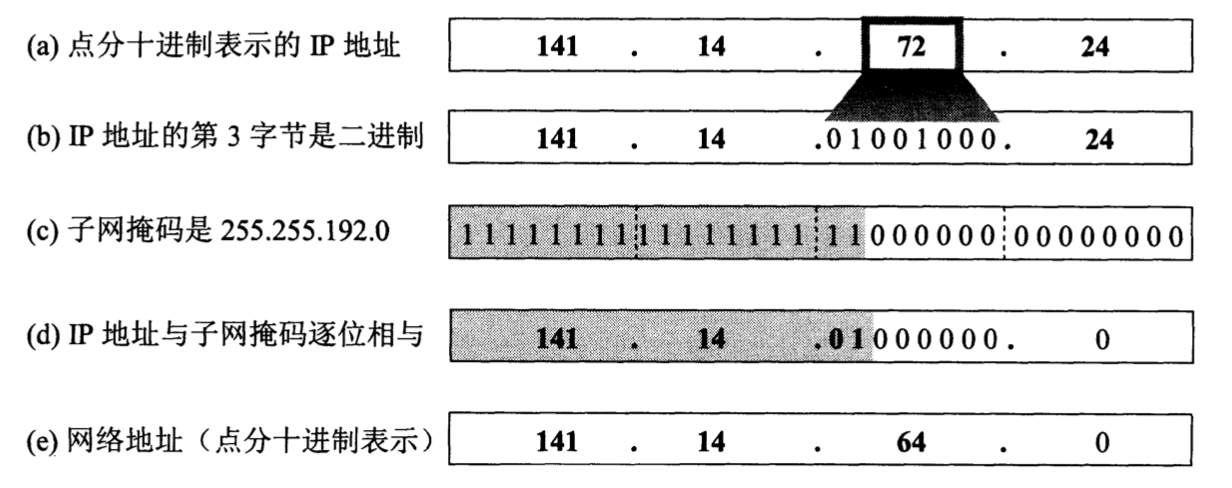 (a) 点分十进制表示的 IP 地址 141 . 14 . 72 . 24
(b) IP 地址的第 3 字节是二进制 141 . 14 .01001000. 24
(c) 子网掩码是 255.255.192.0 11111111 11111111 11000000 00000000
(d) IP 地址与子网掩码逐位相与 141 . 14 .01000000. 0
(e) 网络地址（点分十进制表示） 141 . 14 . 64 . 0